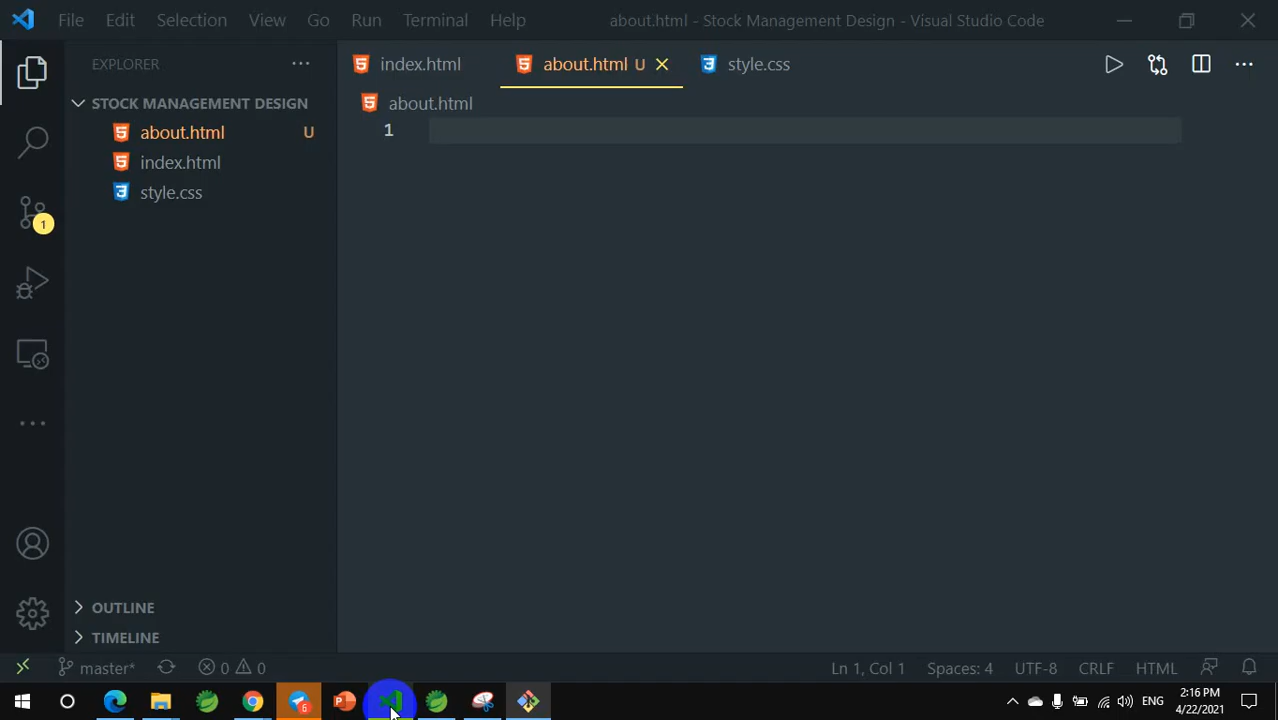 File Edit Selection View Go Run Terminal Help about.html - Stock Management Design - Visual Studio Code
EXPLORER
index.html
about.html U
style.css
STOCK MANAGEMENT DESIGN
about.html
about.html U
1
index.html
style.css
1
OUTLINE
TIMELINE
master* 0 0 Ln 1, Col 1 Spaces: 4 UTF-8 CRLF HTML
6
ENG
2:16 PM
4/22/2021